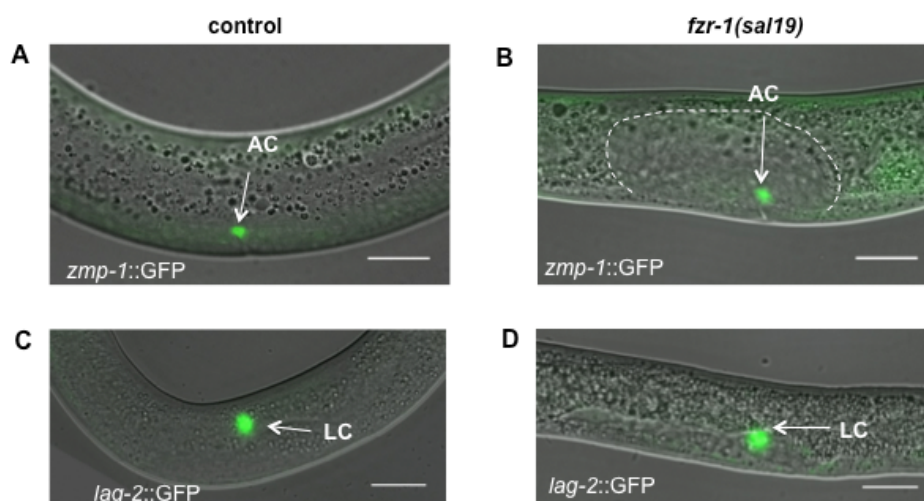 control
fzr-1(sal19)
A
AC
zmp-1::GFP
B
AC
zmp-1::GFP
C
LC
lag-2::GFP
D
LC
lag-2::GFP